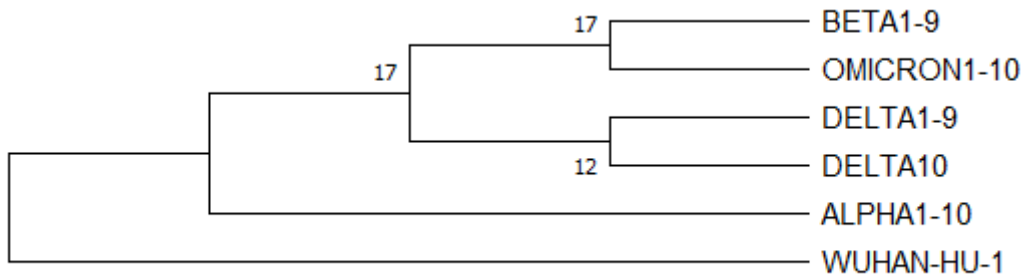 17
BETA1-9
17
OMICRON1-10
DELTA1-9
12
DELTA10
ALPHA1-10
WUHAN-HU-1